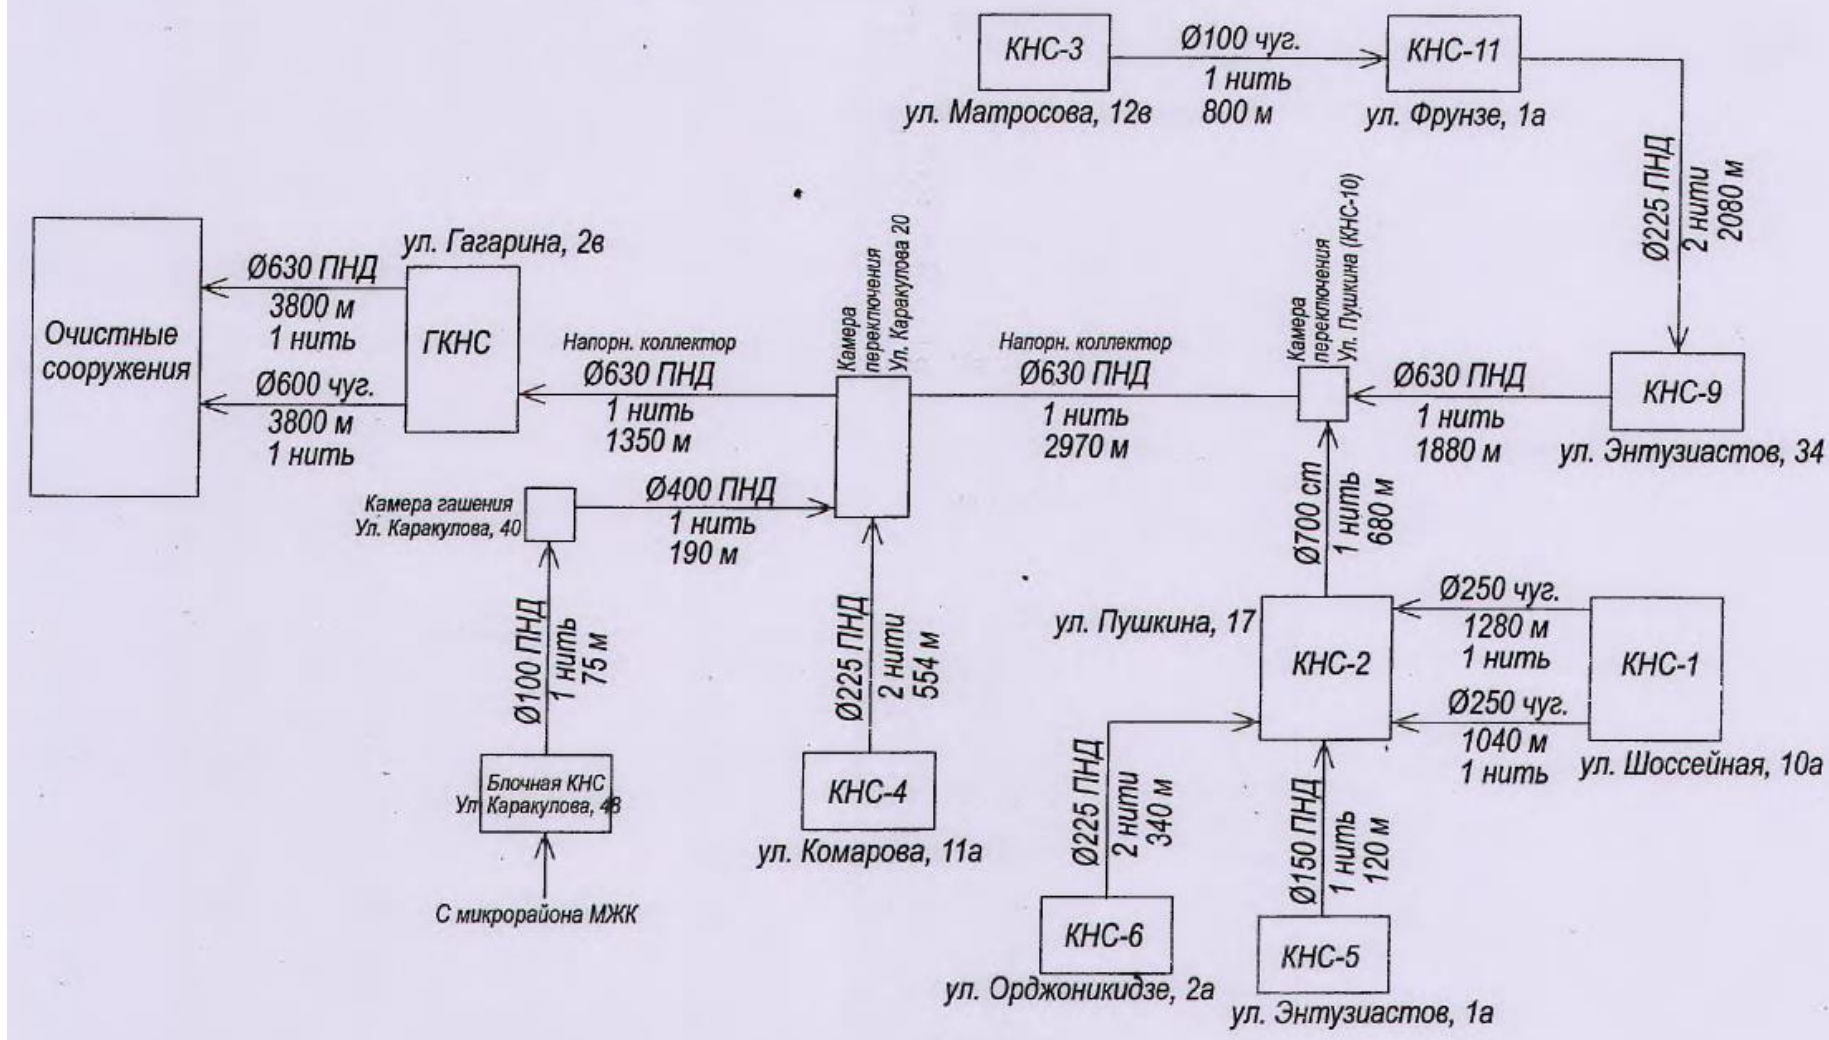 КНС-3
Ø100 чуг.
1 нить
800 м
КНС-11
ул. Матросова, 12в
ул. Фрунзе, 1а
Ø225 ПНД
2 нити
2080 м
Очистные
сооружения
Ø630 ПНД
3800 м
1 нить
Ø600 чуг.
3800 м
1 нить
ул. Гагарина, 2в
ГКНС
Напорн. коллектор
Ø630 ПНД
1 нить
1350 м
Камера
переключения
Ул. Каракулова 20
Напорн. коллектор
Ø630 ПНД
1 нить
2970 м
Камера
переключения
Ул. Пушкина (КНС-10)
Ø630 ПНД
1 нить
1880 м
КНС-9
ул. Энтузиастов, 34
Камера гашения
Ул. Каракулова, 40
Ø400 ПНД
1 нить
190 м
Ø700 ст
1 нить
680 м
Ø100 ПНД
1 нить
75 м
Ø225 ПНД
2 нити
554 м
ул. Пушкина, 17
КНС-2
Ø250 чуг.
1280 м
1 нить
Ø250 чуг.
1040 м
1 нить
КНС-1
ул. Шоссейная, 10а
Блочная КНС
Ул Каракулова, 48
С микрорайона МЖК
КНС-4
ул. Комарова, 11а
Ø225 ПНД
2 нити
340 м
Ø150 ПНД
1 нить
120 м
КНС-6
ул. Орджоникидзе, 2а
КНС-5
ул. Энтузиастов, 1а